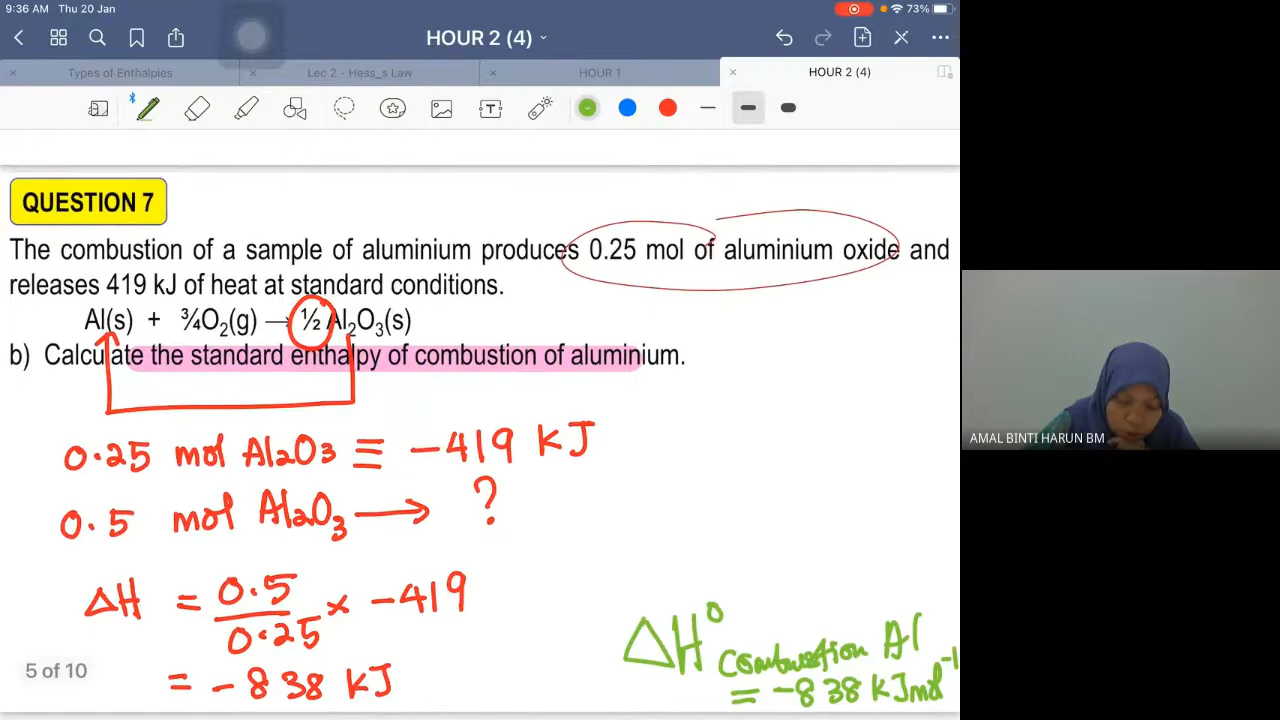 9:36 AM Thu 20 Jan
73%
HOUR 2 (4)
Types of Enthalpies
Lec 2 - Hess_s Law
HOUR 1
HOUR 2 (4)
QUESTION 7
The combustion of a sample of aluminium produces 0.25 mol of aluminium oxide and
releases 419 kJ of heat at standard conditions.
Al(s) + ¾O₂(g) → ½ Al₂O₃(s)
b) Calculate the standard enthalpy of combustion of aluminium.
0.25 mol Al₂O₃ ≡ -419 kJ
0.5 mol Al₂O₃ → ?
ΔH = 0.5/0.25 × -419
= -838 kJ
ΔH° combustion Al
= -838 kJmol⁻¹
5 of 10
AMAL BINTI HARUN BM